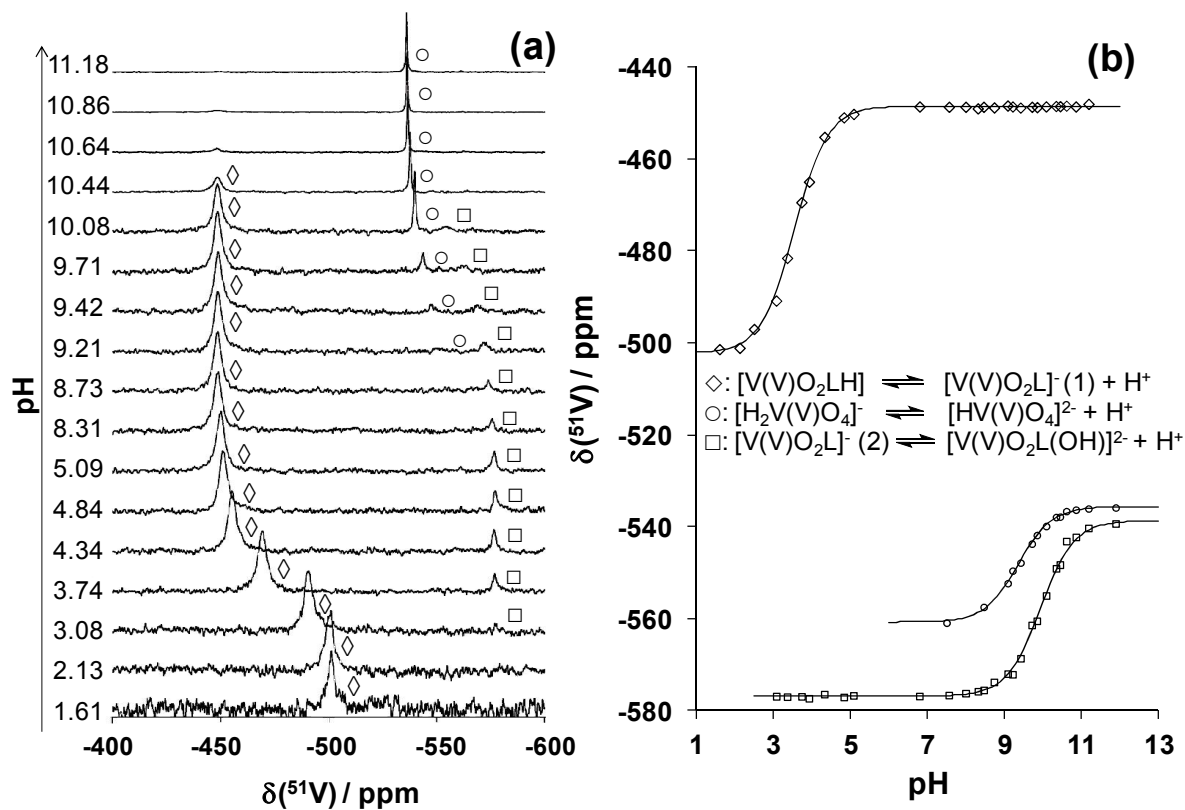 (a)
pH
11.18
10.86
10.64
10.44
10.08
9.71
9.42
9.21
8.73
8.31
5.09
4.84
4.34
3.74
3.08
2.13
1.61
-400 -450 -500 -550 -600
δ(⁵¹V) / ppm
(b)
δ(⁵¹V) / ppm
-440
-460
-480
-500
-520
-540
-560
-580
◇: [V(V)O₂LH] ⇌ [V(V)O₂L]⁻ (1) + H⁺
○: [H₂V(V)O₄]⁻ ⇌ [HV(V)O₄]²⁻ + H⁺
□: [V(V)O₂L]⁻ (2) ⇌ [V(V)O₂L(OH)]²⁻ + H⁺
1 3 5 7 9 11 13
pH